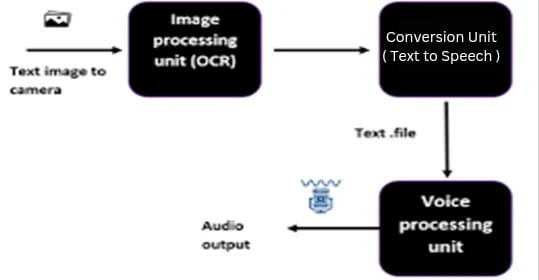 Text image to
camera
Image
processing
unit (OCR)
Conversion Unit
( Text to Speech )
Text .file
Voice
processing
unit
Audio
output